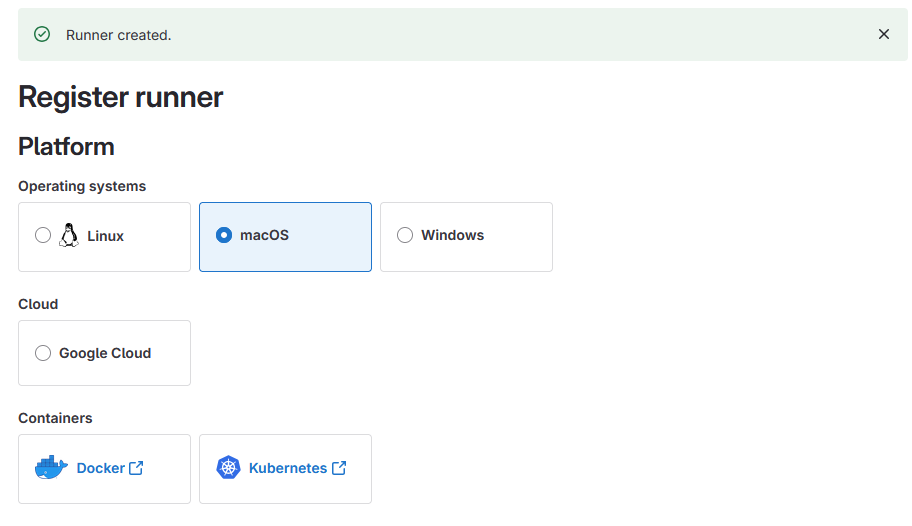 Runner created.
Register runner
Platform
Operating systems
Linux
macOS
Windows
Cloud
Google Cloud
Containers
Docker
Kubernetes